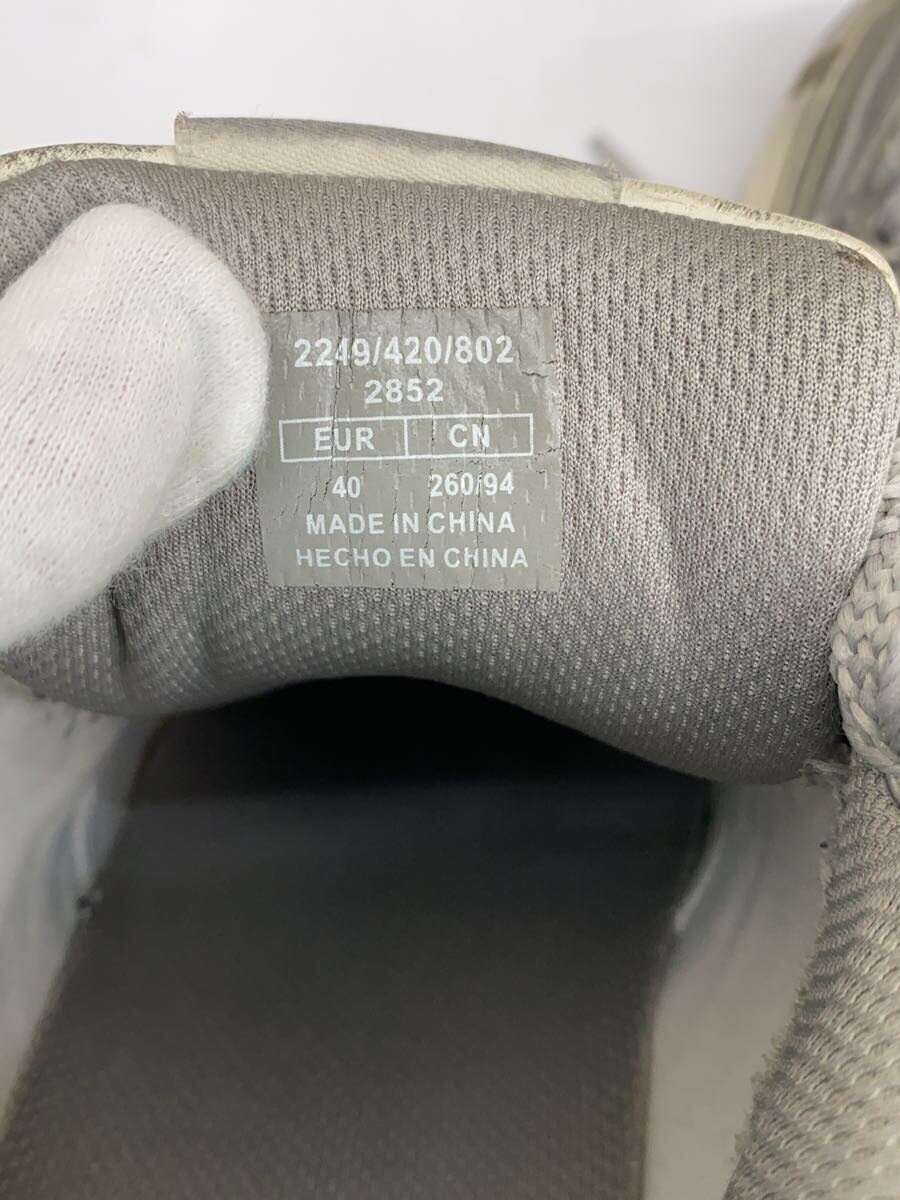 2249/420/802
2852
EUR CN
40 260/94
MADE IN CHINA
HECHO EN CHINA